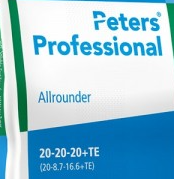 Peters®
Professional
Allrounder
20-20-20+TE
(20-8.7-16.6+TE)